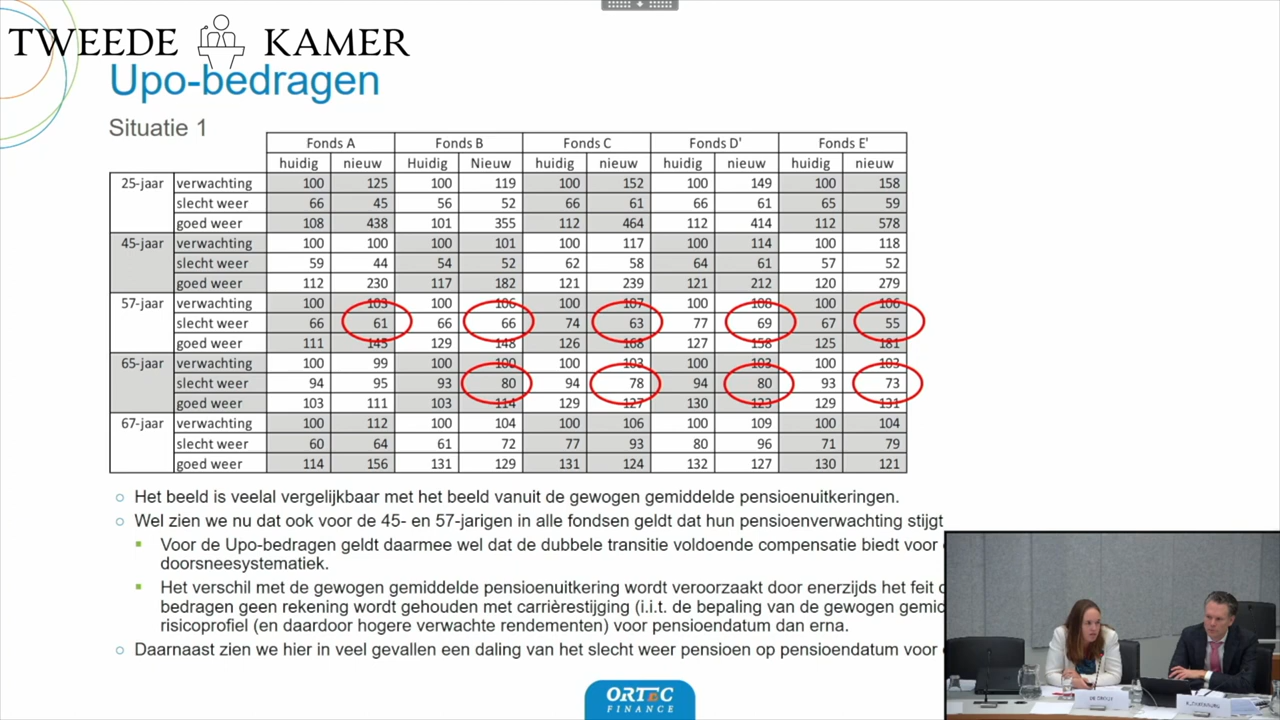 TWEEDE KAMER
Upo-bedragen
Situatie 1
Fonds A Fonds B Fonds C Fonds D' Fonds E'
huidig nieuw Huidig Nieuw huidig nieuw huidig nieuw huidig nieuw
25-jaar verwachting 100 125 100 119 100 152 100 149 100 158
slecht weer 66 45 56 52 66 61 66 61 65 59
goed weer 108 438 101 355 112 464 112 414 112 578
45-jaar verwachting 100 100 100 101 100 117 100 114 100 118
slecht weer 59 44 54 52 62 58 64 61 57 52
goed weer 112 230 117 182 121 239 121 212 120 279
57-jaar verwachting 100 103 100 106 100 107 100 108 100 106
slecht weer 66 61 66 66 74 63 77 69 67 55
goed weer 111 145 129 148 126 168 127 158 125 181
65-jaar verwachting 100 99 100 100 100 103 100 103 100 103
slecht weer 94 95 93 80 94 78 94 80 93 73
goed weer 103 111 103 114 129 127 130 123 129 131
67-jaar verwachting 100 112 100 104 100 106 100 109 100 104
slecht weer 60 64 61 72 77 93 80 96 71 79
goed weer 114 156 131 129 131 124 132 127 130 121
Het beeld is veelal vergelijkbaar met het beeld vanuit de gewogen gemiddelde pensioenuitkeringen.
Wel zien we nu dat ook voor de 45- en 57-jarigen in alle fondsen geldt dat hun pensioenverwachting stijgt
Voor de Upo-bedragen geldt daarmee wel dat de dubbele transitie voldoende compensatie biedt voor
doorsneesystematiek.
Het verschil met de gewogen gemiddelde pensioenuitkering wordt veroorzaakt door enerzijds het feit
bedragen geen rekening wordt gehouden met carrièrestijging (i.i.t. de bepaling van de gewogen gemid
risicoprofiel (en daardoor hogere verwachte rendementen) voor pensioendatum dan erna.
Daarnaast zien we hier in veel gevallen een daling van het slecht weer pensioen op pensioendatum voor
ORTEC
FINANCE